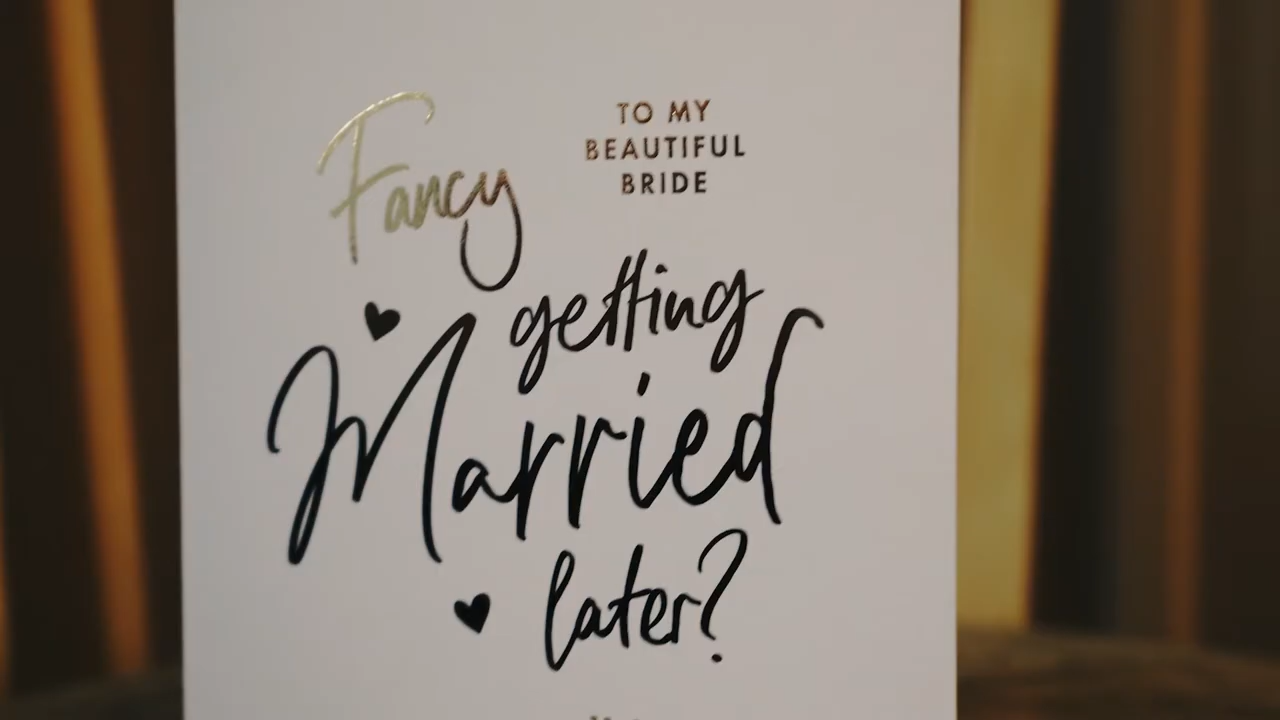 Fancy
TO MY
BEAUTIFUL
BRIDE
getting
Married
later?